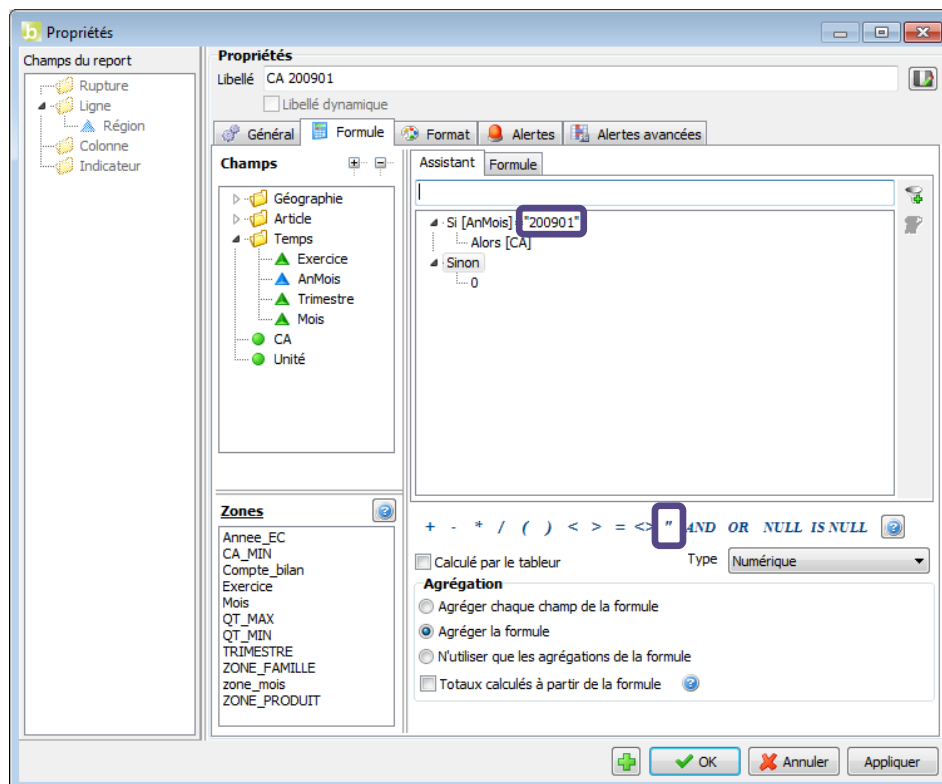 Propriétés
Champs du report
Rupture
Ligne
Région
Colonne
Indicateur
Propriétés
Libellé CA 200901
Libellé dynamique
Général Formule Format Alertes Alertes avancées
Champs
Géographie
Article
Temps
Exercice
AnMois
Trimestre
Mois
CA
Unité
Zones
Annee_EC
CA_MIN
Compte_bilan
Exercice
Mois
QT_MAX
QT_MIN
TRIMESTRE
ZONE_FAMILLE
zone_mois
ZONE_PRODUIT
Assistant Formule
Si [AnMois] "200901"
Alors [CA]
Sinon
0
+ - * / ( ) < > = <> " AND OR NULL IS NULL
Calculé par le tableur Type Numérique
Agrégation
Agréger chaque champ de la formule
Agréger la formule
N'utiliser que les agrégations de la formule
Totaux calculés à partir de la formule
OK Annuler Appliquer